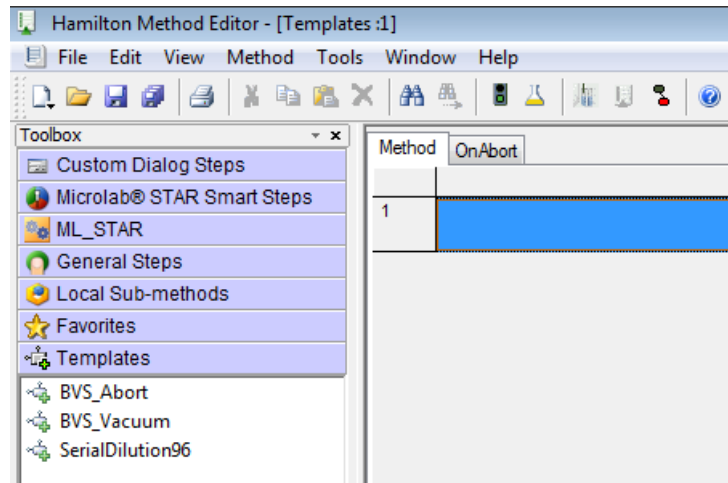 Hamilton Method Editor - [Templates :1]
File Edit View Method Tools Window Help
Toolbox
Custom Dialog Steps
Microlab® STAR Smart Steps
ML_STAR
General Steps
Local Sub-methods
Favorites
Templates
BVS_Abort
BVS_Vacuum
SerialDilution96
Method OnAbort
1